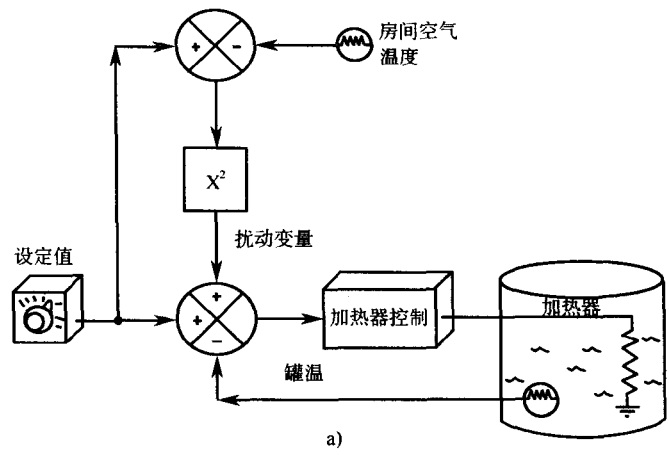 房间空气
温度
+
-
X²
扰动变量
设定值
+
+
-
加热器控制
加热器
罐温
a)